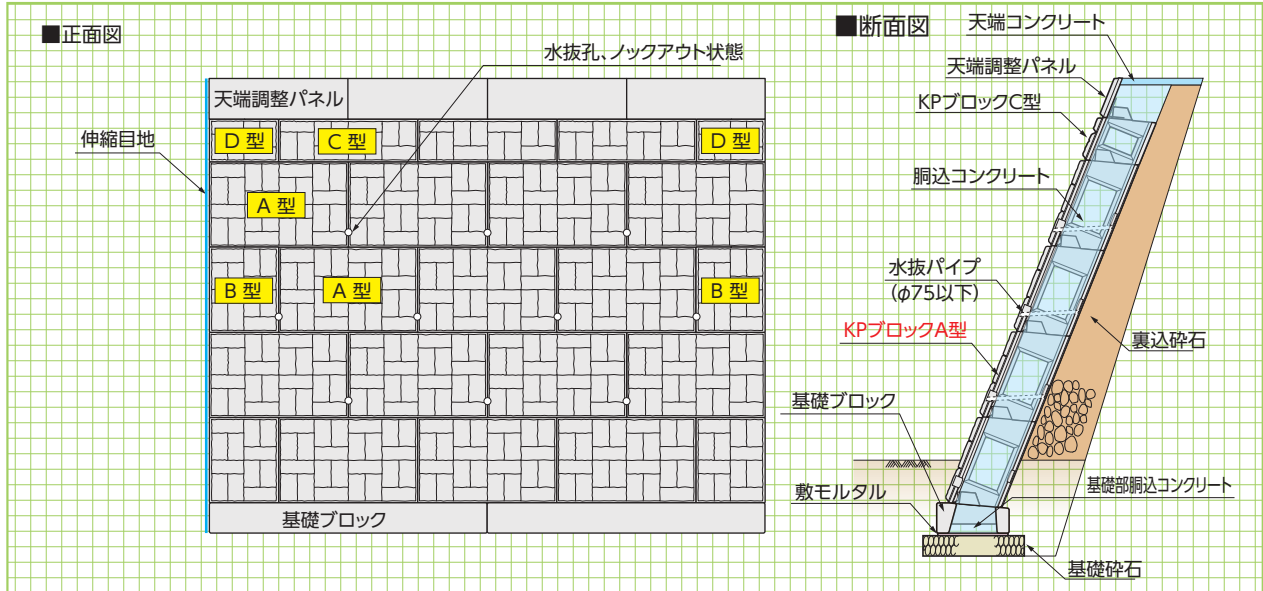 ■正面図
水抜孔、ノックアウト状態
天端調整パネル
伸縮目地
D 型
C 型
D 型
A 型
B 型
A 型
B 型
基礎ブロック
■断面図
天端コンクリート
天端調整パネル
KPブロックC型
胴込コンクリート
水抜パイプ
(φ75以下)
KPブロックA型
裏込砕石
基礎ブロック
敷モルタル
基礎部胴込コンクリート
基礎砕石